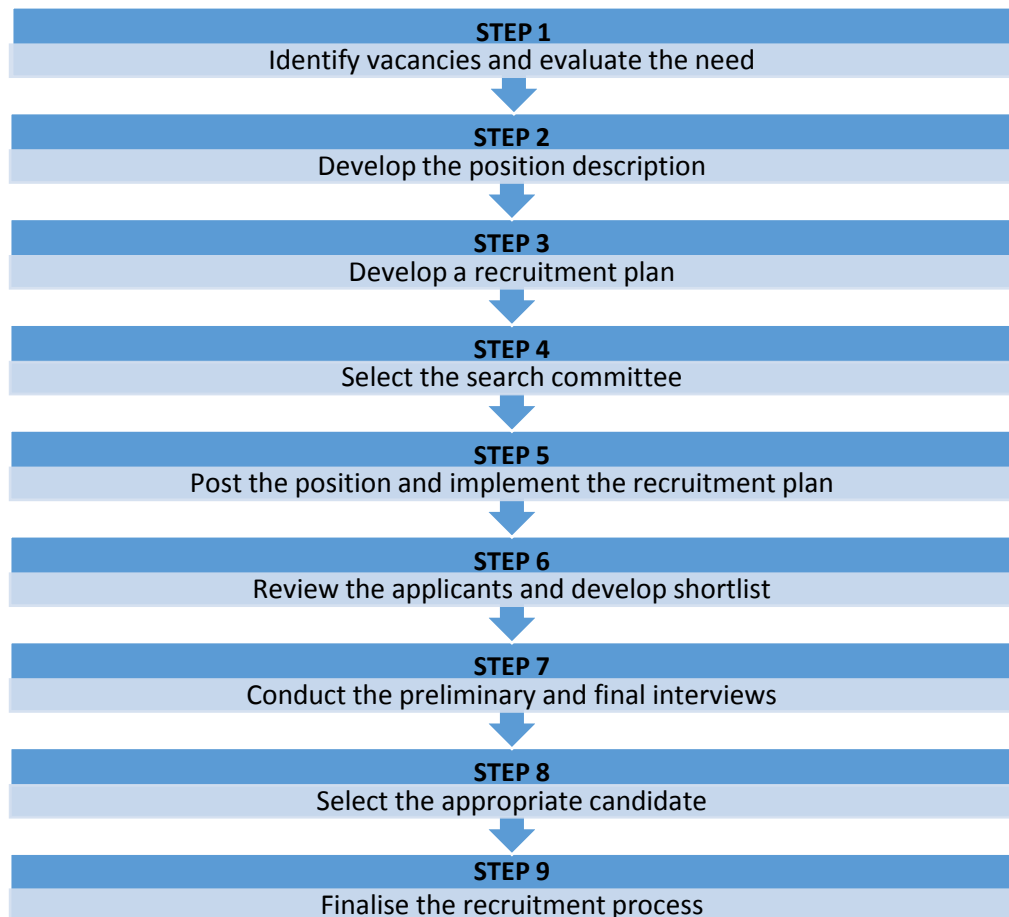 STEP 1
Identify vacancies and evaluate the need
STEP 2
Develop the position description
STEP 3
Develop a recruitment plan
STEP 4
Select the search committee
STEP 5
Post the position and implement the recruitment plan
STEP 6
Review the applicants and develop shortlist
STEP 7
Conduct the preliminary and final interviews
STEP 8
Select the appropriate candidate
STEP 9
Finalise the recruitment process